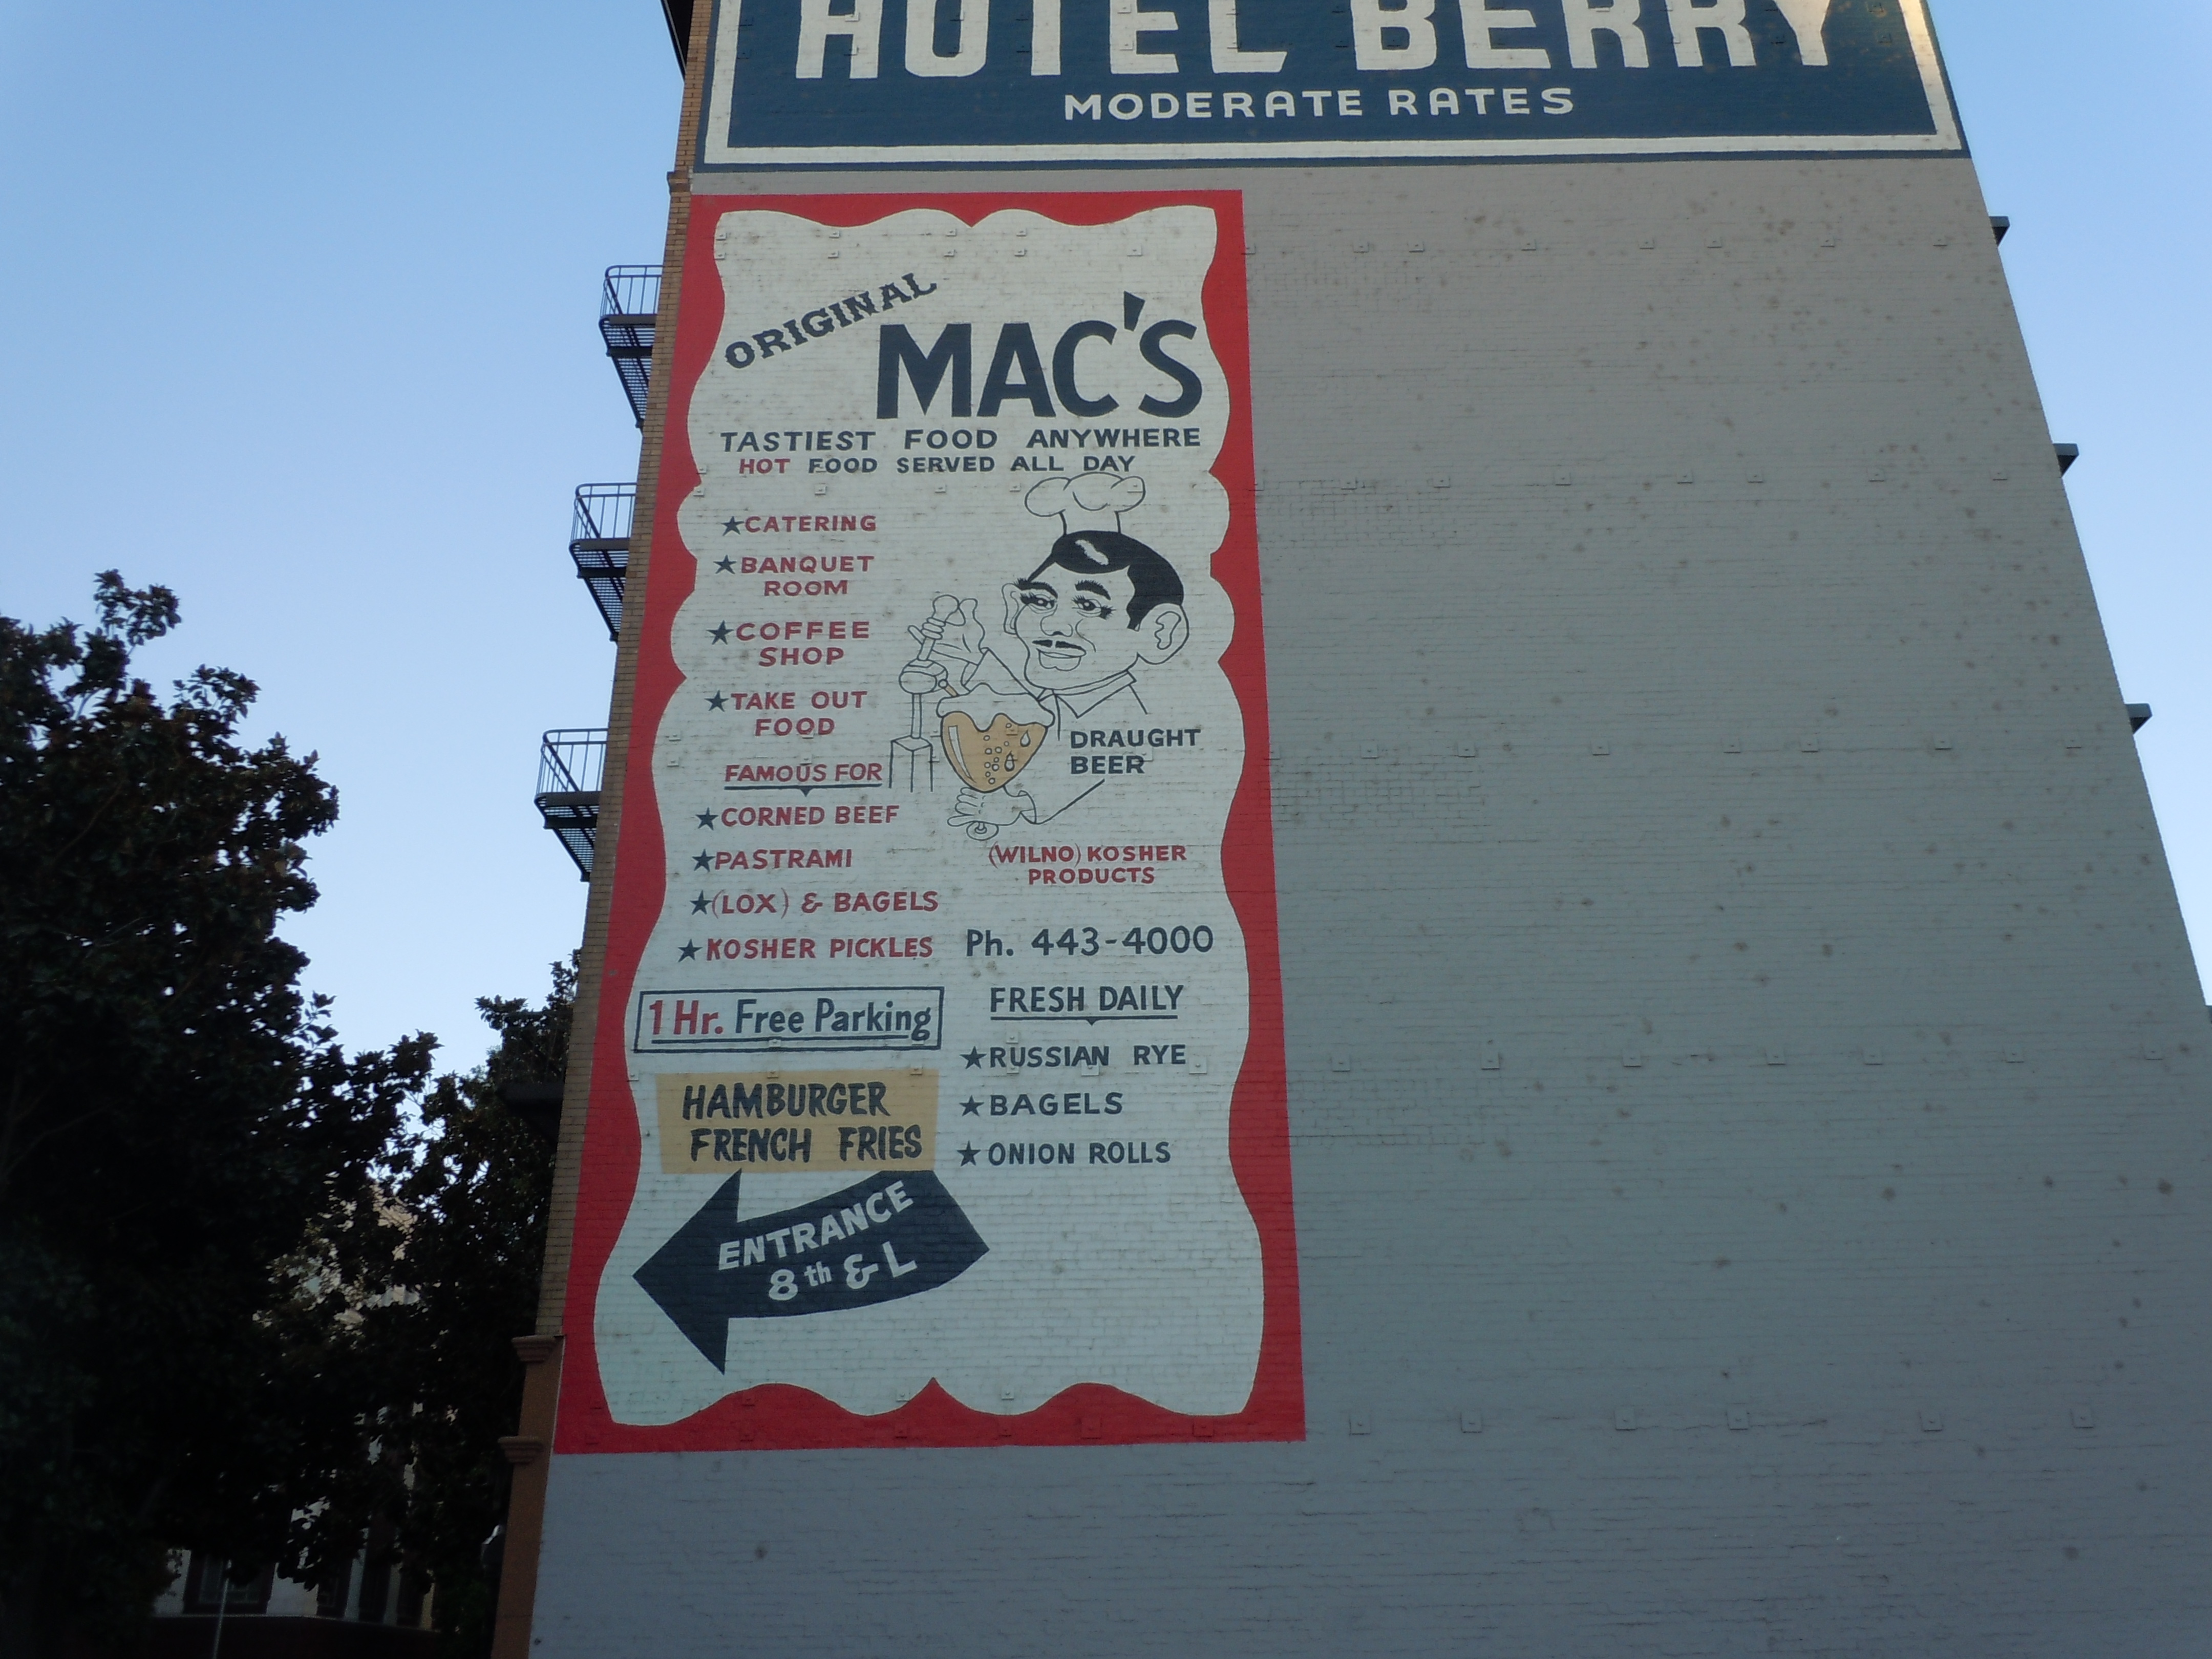 HOTEL BERRY
MODERATE RATES
ORIGINAL
MAC'S
TASTIEST FOOD ANYWHERE
HOT FOOD SERVED ALL DAY
★CATERING
★BANQUET
ROOM
★COFFEE
SHOP
★TAKE OUT
FOOD
DRAUGHT
BEER
FAMOUS FOR
★CORNED BEEF
★PASTRAMI
★(LOX) & BAGELS
★KOSHER PICKLES
(WILNO) KOSHER
PRODUCTS
Ph. 443-4000
1 Hr. Free Parking
HAMBURGER
FRENCH FRIES
FRESH DAILY
★RUSSIAN RYE
★BAGELS
★ONION ROLLS
ENTRANCE
8th & L